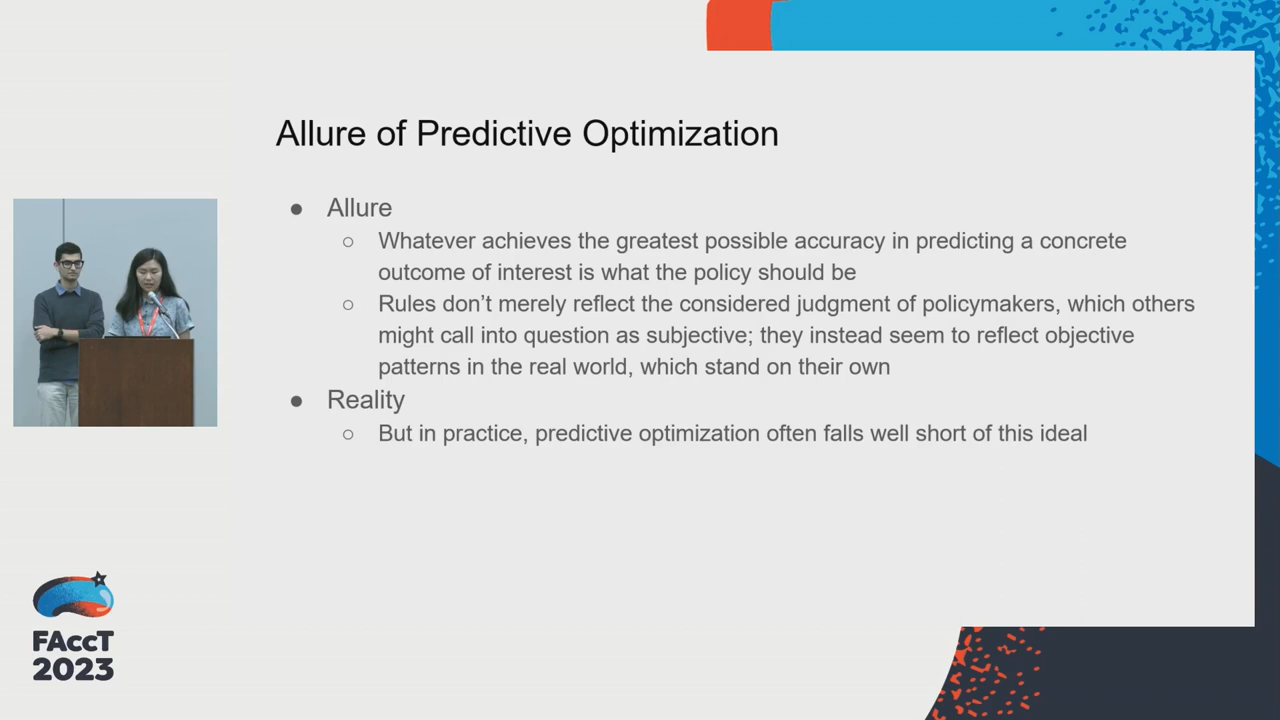 Allure of Predictive Optimization
● Allure
○ Whatever achieves the greatest possible accuracy in predicting a concrete
outcome of interest is what the policy should be
○ Rules don’t merely reflect the considered judgment of policymakers, which others
might call into question as subjective; they instead seem to reflect objective
patterns in the real world, which stand on their own
● Reality
○ But in practice, predictive optimization often falls well short of this ideal
FAccT
2023